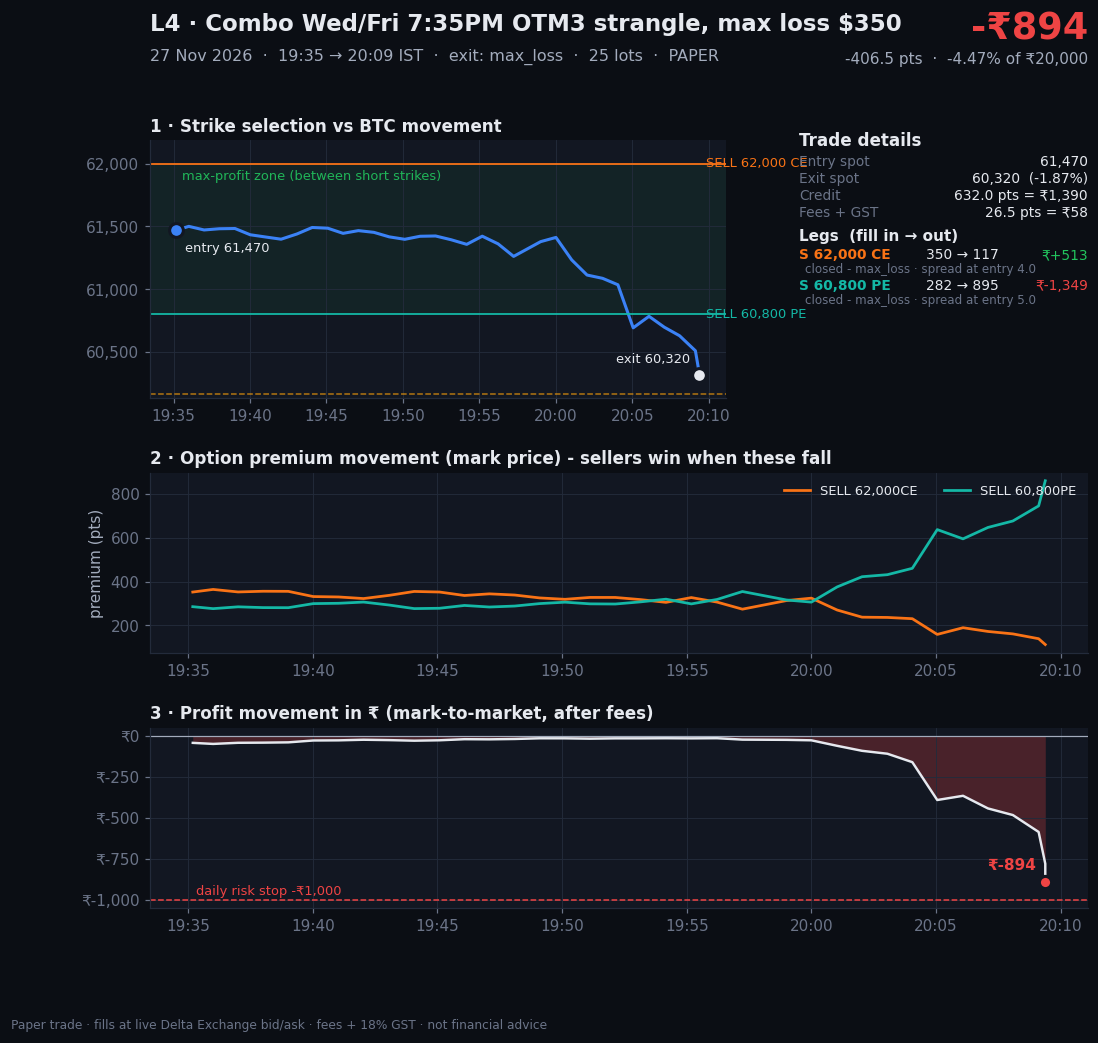 L4 · Combo Wed/Fri 7:35PM OTM3 strangle, max loss $350
-₹894
27 Nov 2026 · 19:35 → 20:09 IST · exit: max_loss · 25 lots · PAPER
-406.5 pts · -4.47% of ₹20,000
1 · Strike selection vs BTC movement
62,000
61,500
61,000
60,500
SELL 62,000 CE
max-profit zone (between short strikes)
entry 61,470
SELL 60,800 PE
exit 60,320
19:35 19:40 19:45 19:50 19:55 20:00 20:05 20:10
Trade details
Entry spot 61,470
Exit spot 60,320 (-1.87%)
Credit 632.0 pts = ₹1,390
Fees + GST 26.5 pts = ₹58
Legs (fill in → out)
S 62,000 CE 350 → 117 ₹+513
closed - max_loss · spread at entry 4.0
S 60,800 PE 282 → 895 ₹-1,349
closed - max_loss · spread at entry 5.0
2 · Option premium movement (mark price) - sellers win when these fall
premium (pts)
800
600
400
200
SELL 62,000CE SELL 60,800PE
19:35 19:40 19:45 19:50 19:55 20:00 20:05 20:10
3 · Profit movement in ₹ (mark-to-market, after fees)
₹0
₹-250
₹-500
₹-750
₹-1,000
₹-894
daily risk stop -₹1,000
19:35 19:40 19:45 19:50 19:55 20:00 20:05 20:10
Paper trade · fills at live Delta Exchange bid/ask · fees + 18% GST · not financial advice